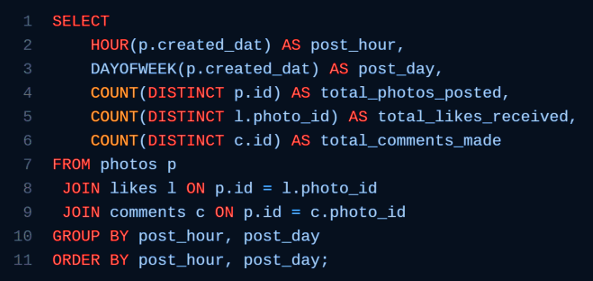 1 SELECT
2     HOUR(p.created_dat) AS post_hour,
3     DAYOFWEEK(p.created_dat) AS post_day,
4     COUNT(DISTINCT p.id) AS total_photos_posted,
5     COUNT(DISTINCT l.photo_id) AS total_likes_received,
6     COUNT(DISTINCT c.id) AS total_comments_made
7 FROM photos p
8  JOIN likes l ON p.id = l.photo_id
9  JOIN comments c ON p.id = c.photo_id
10 GROUP BY post_hour, post_day
11 ORDER BY post_hour, post_day;